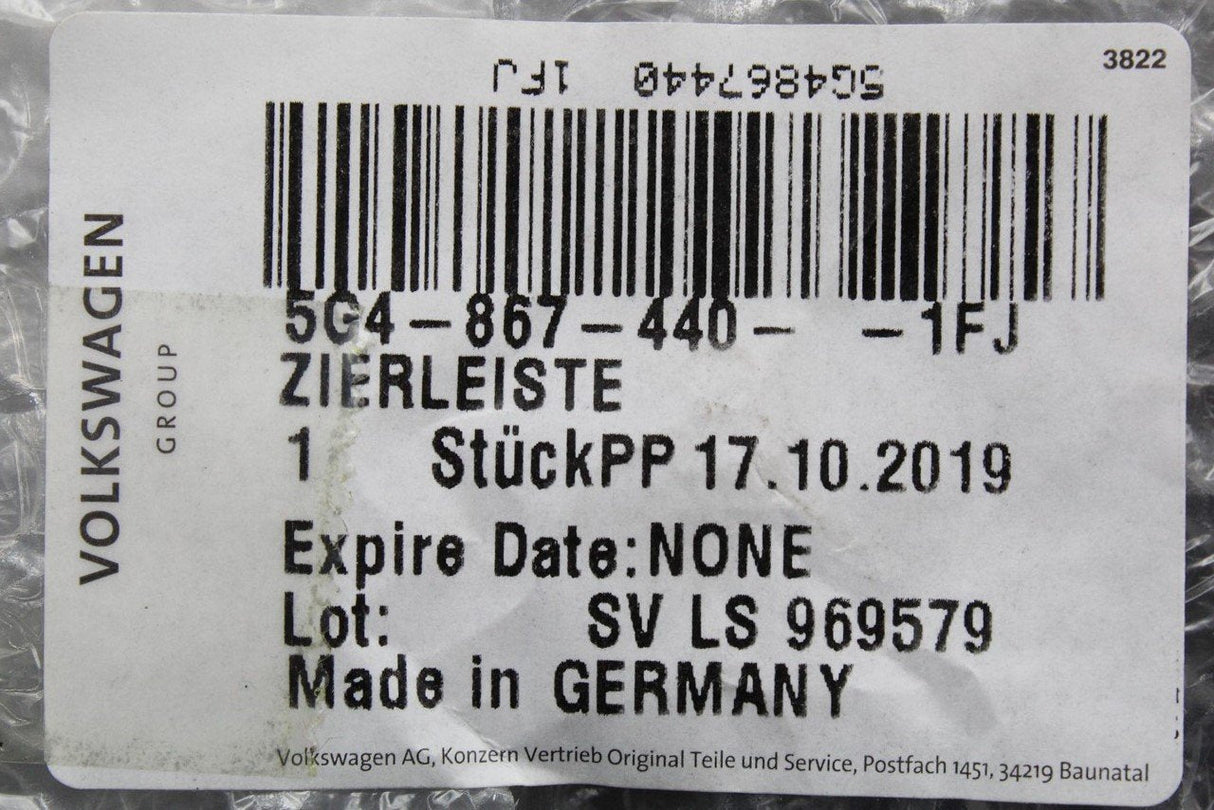 3822
5G4867440 1FJ
5G4-867-440- -1FJ
ZIERLEISTE
1 StückPP 17.10.2019
Expire Date:NONE
Lot: SV LS 969579
Made in GERMANY
Volkswagen AG, Konzern Vertrieb Original Teile und Service, Postfach 1451, 34219 Baunatal
VOLKSWAGEN
GROUP